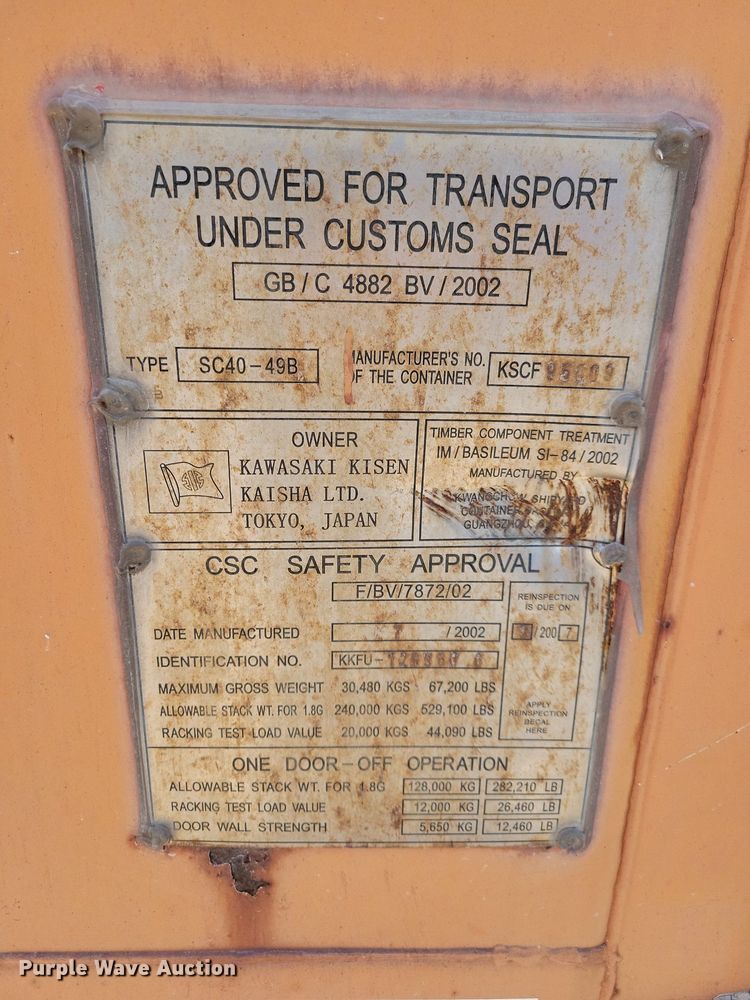 APPROVED FOR TRANSPORT
UNDER CUSTOMS SEAL
GB/C 4882 BV/2002
TYPE SC40-49B
ANUFACTURER'S NO.
OF THE CONTAINER
KSCF
OWNER
KAWASAKI KISEN
KAISHA LTD.
TOKYO, JAPAN
TIMBER COMPONENT TREATMENT
IM/BASILEUM SI-84/2002
MANUFACTURED BY
CONTAINER
GUANGZHOU,
CSC SAFETY APPROVAL
F/BV/7872/02
DATE MANUFACTURED 7 /2002
IDENTIFICATION NO. KKFU-
MAXIMUM GROSS WEIGHT 30,480 KGS 67,200 LBS
ALLOWABLE STACK WT. FOR 1.8G 240,000 KGS 529,100 LBS
RACKING TEST LOAD VALUE 20,000 KGS 44,090 LBS
REINSPECTION
IS DUE ON
/200 7
APPLY
REINSPECTION
DECAL
HERE
ONE DOOR-OFF OPERATION
ALLOWABLE STACK WT. FOR 1.8G 128,000 KG 282,210 LB
RACKING TEST LOAD VALUE 12,000 KG 26,460 LB
DOOR WALL STRENGTH 5,650 KG 12,460 LB
Purple Wave Auction